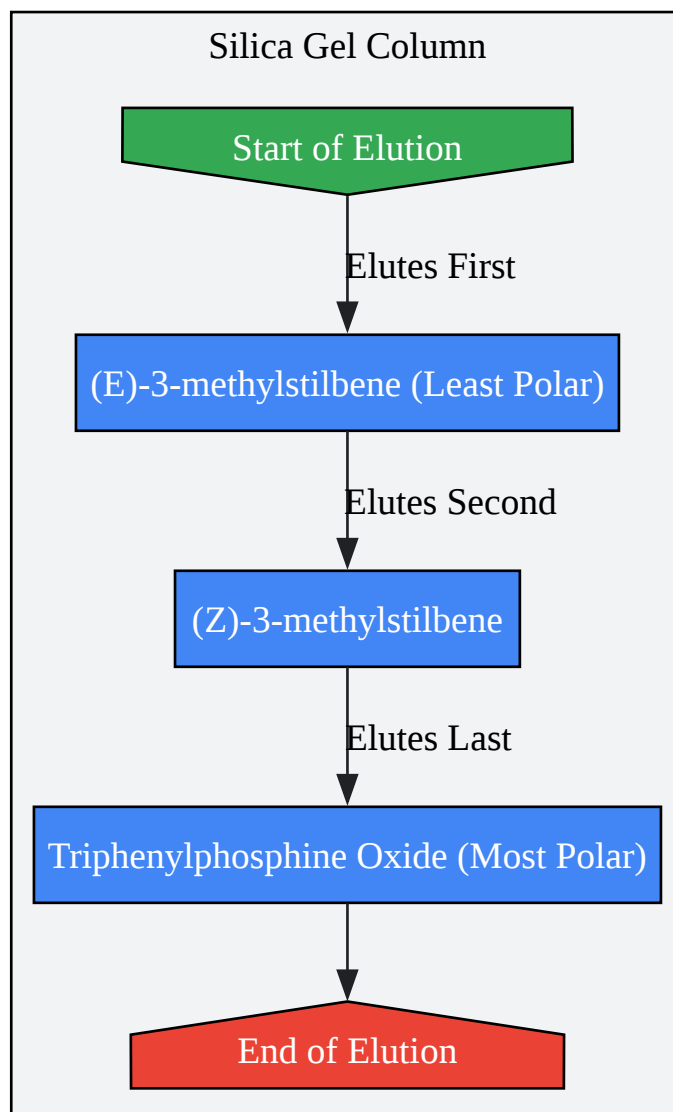 Silica Gel Column
Start of Elution
Elutes First
(E)-3-methylstilbene (Least Polar)
Elutes Second
(Z)-3-methylstilbene
Elutes Last
Triphenylphosphine Oxide (Most Polar)
End of Elution